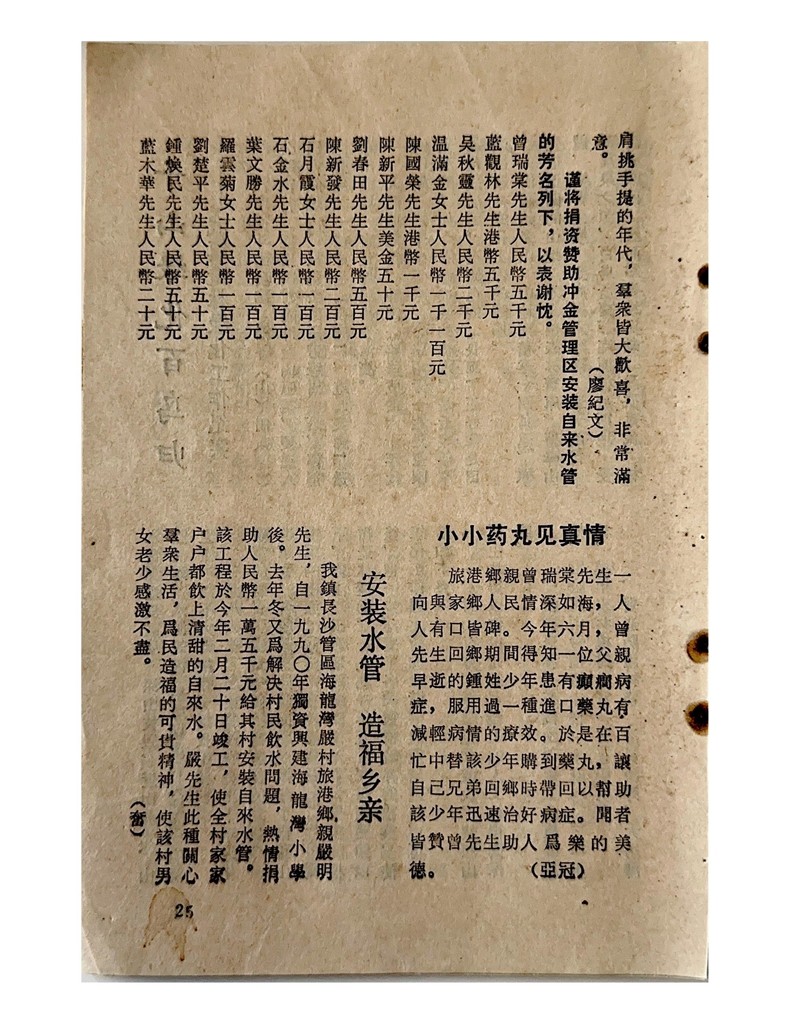 肩挑手提的年代，羣衆皆大歡喜，非常滿
意。
（廖紀文）
谨将捐资赞助冲金管理区安装自来水管
的芳名列下，以表谢忱。
曾瑞棠先生人民幣五千元
藍觀林先生港幣五千元
吳秋靈先生人民幣二千元
溫滿金女士人民幣一千一百元
陳國榮先生港幣一千元
陳新平先生美金五十元
劉春田先生人民幣五百元
陳新發先生人民幣二百元
石月霞女士人民幣一百元
石金水先生人民幣一百元
葉文勝先生人民幣一百元
羅雲菊女士人民幣一百元
劉楚平先生人民幣五十元
鍾煥民先生人民幣五十元
藍木華先生人民幣二十元
小小药丸见真情
旅港鄉親曾瑞棠先生一
向與家鄉人民情深如海，人
人有口皆碑。今年六月，曾
先生回鄉期間得知一位父親
早逝的鍾姓少年患有癲癇病
症，服用過一種進口藥丸有
減輕病情的療效。於是在百
忙中替該少年購到藥丸，讓
自己兄弟回鄉時帶回以幫助
該少年迅速治好病症。聞者
皆贊曾先生助人爲樂的美
德。
（亞冠）
安装水管 造福乡亲
我鎮長沙管區海龍灣嚴村旅港鄉親嚴明
先生，自一九九〇年獨資興建海龍灣小學
後。去年冬又爲解決村民飲水問題，熱情捐
助人民幣一萬五千元給其村安裝自來水管。
該工程於今年二月二十日竣工，使全村家家
户户都飲上清甜的自來水。嚴先生此種關心
羣衆生活，爲民造福的可貴精神，使該村男
女老少感激不盡。
（奮）
25